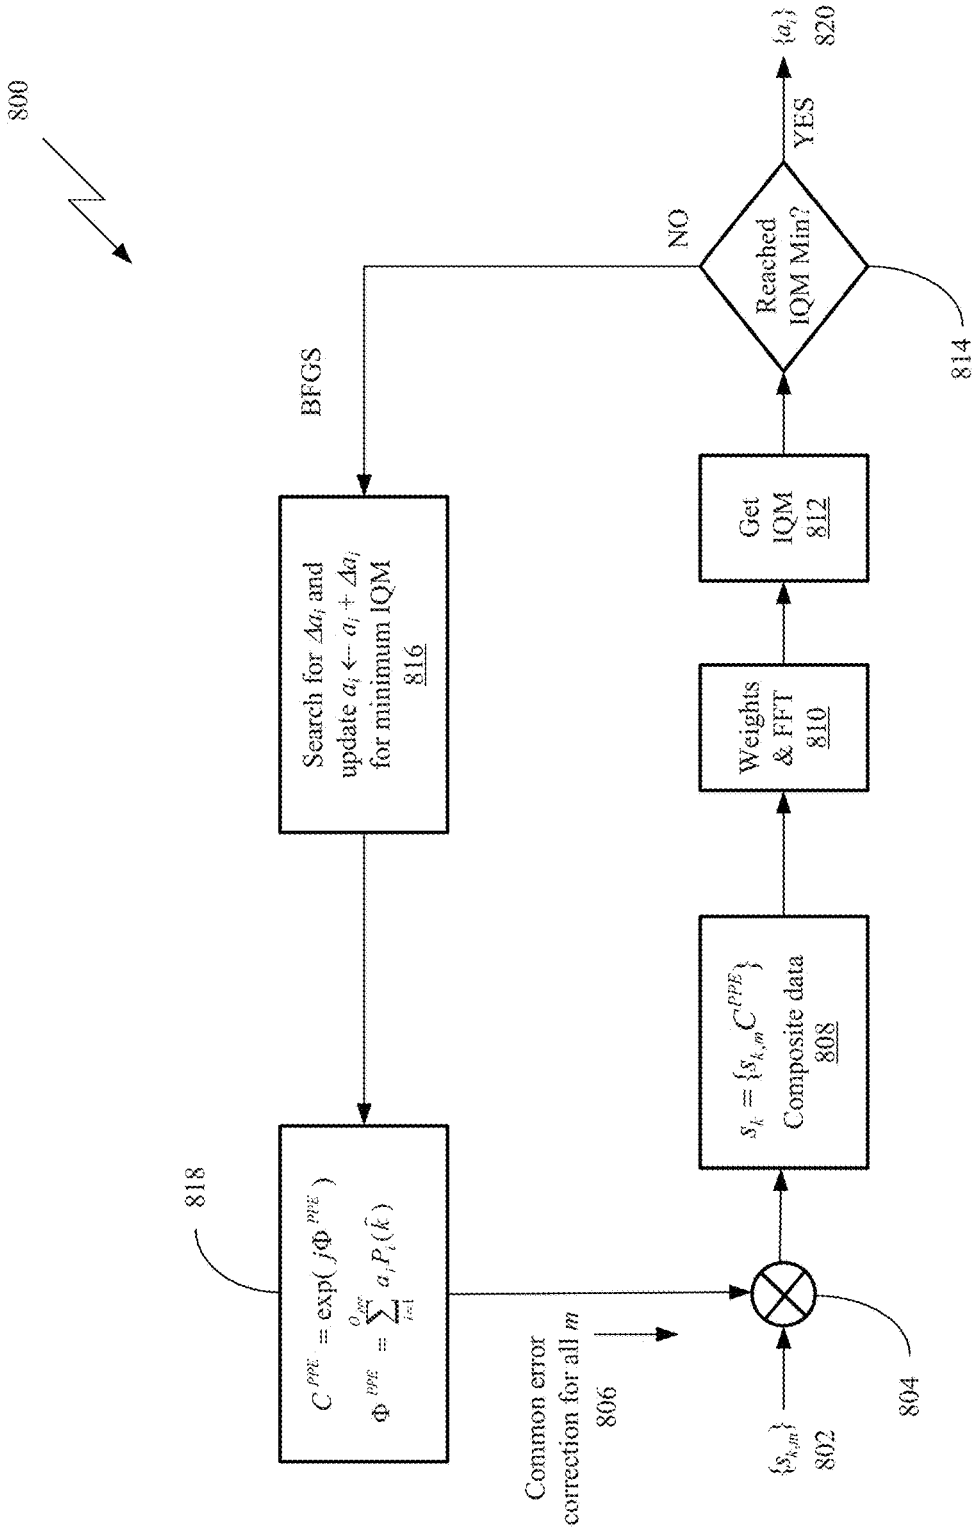 800
818
C^{PPE} = exp(jΦ^{PPE})
Φ^{PPE} = \sum_{i=1}^{O_{PPE}} a_i P_i(\hat{k})
Search for Δa_i and
update a_i ← a_i + Δa_i
for minimum IQM
816
BFGS
NO
Common error
correction for all m
806
{s_{k,m}}
802
804
s_k = {s_{k,m} C^{PPE}}
Composite data
808
Weights
& FFT
810
Get
IQM
812
Reached
IQM Min?
814
YES
{a_i}
820